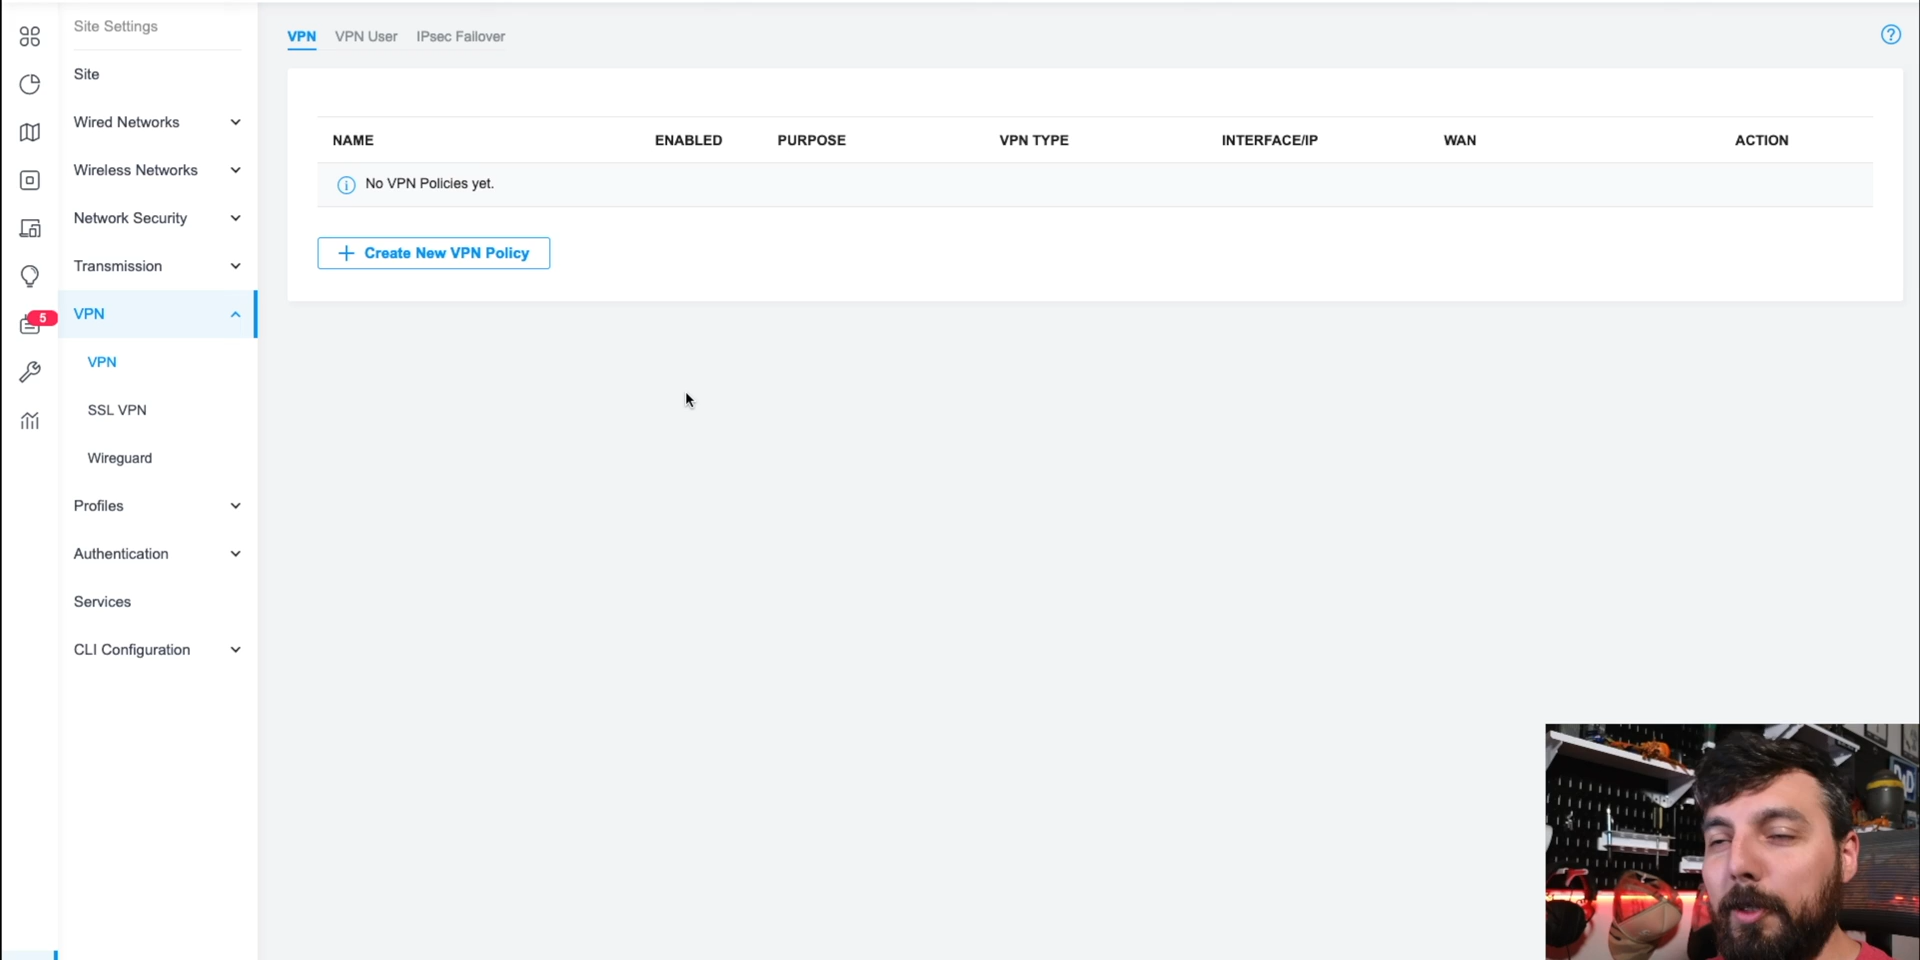 Site Settings
Site
Wired Networks
Wireless Networks
Network Security
Transmission
VPN
VPN
SSL VPN
Wireguard
Profiles
Authentication
Services
CLI Configuration
5
VPN VPN User IPsec Failover
?
NAME ENABLED PURPOSE VPN TYPE INTERFACE/IP WAN ACTION
No VPN Policies yet.
+ Create New VPN Policy